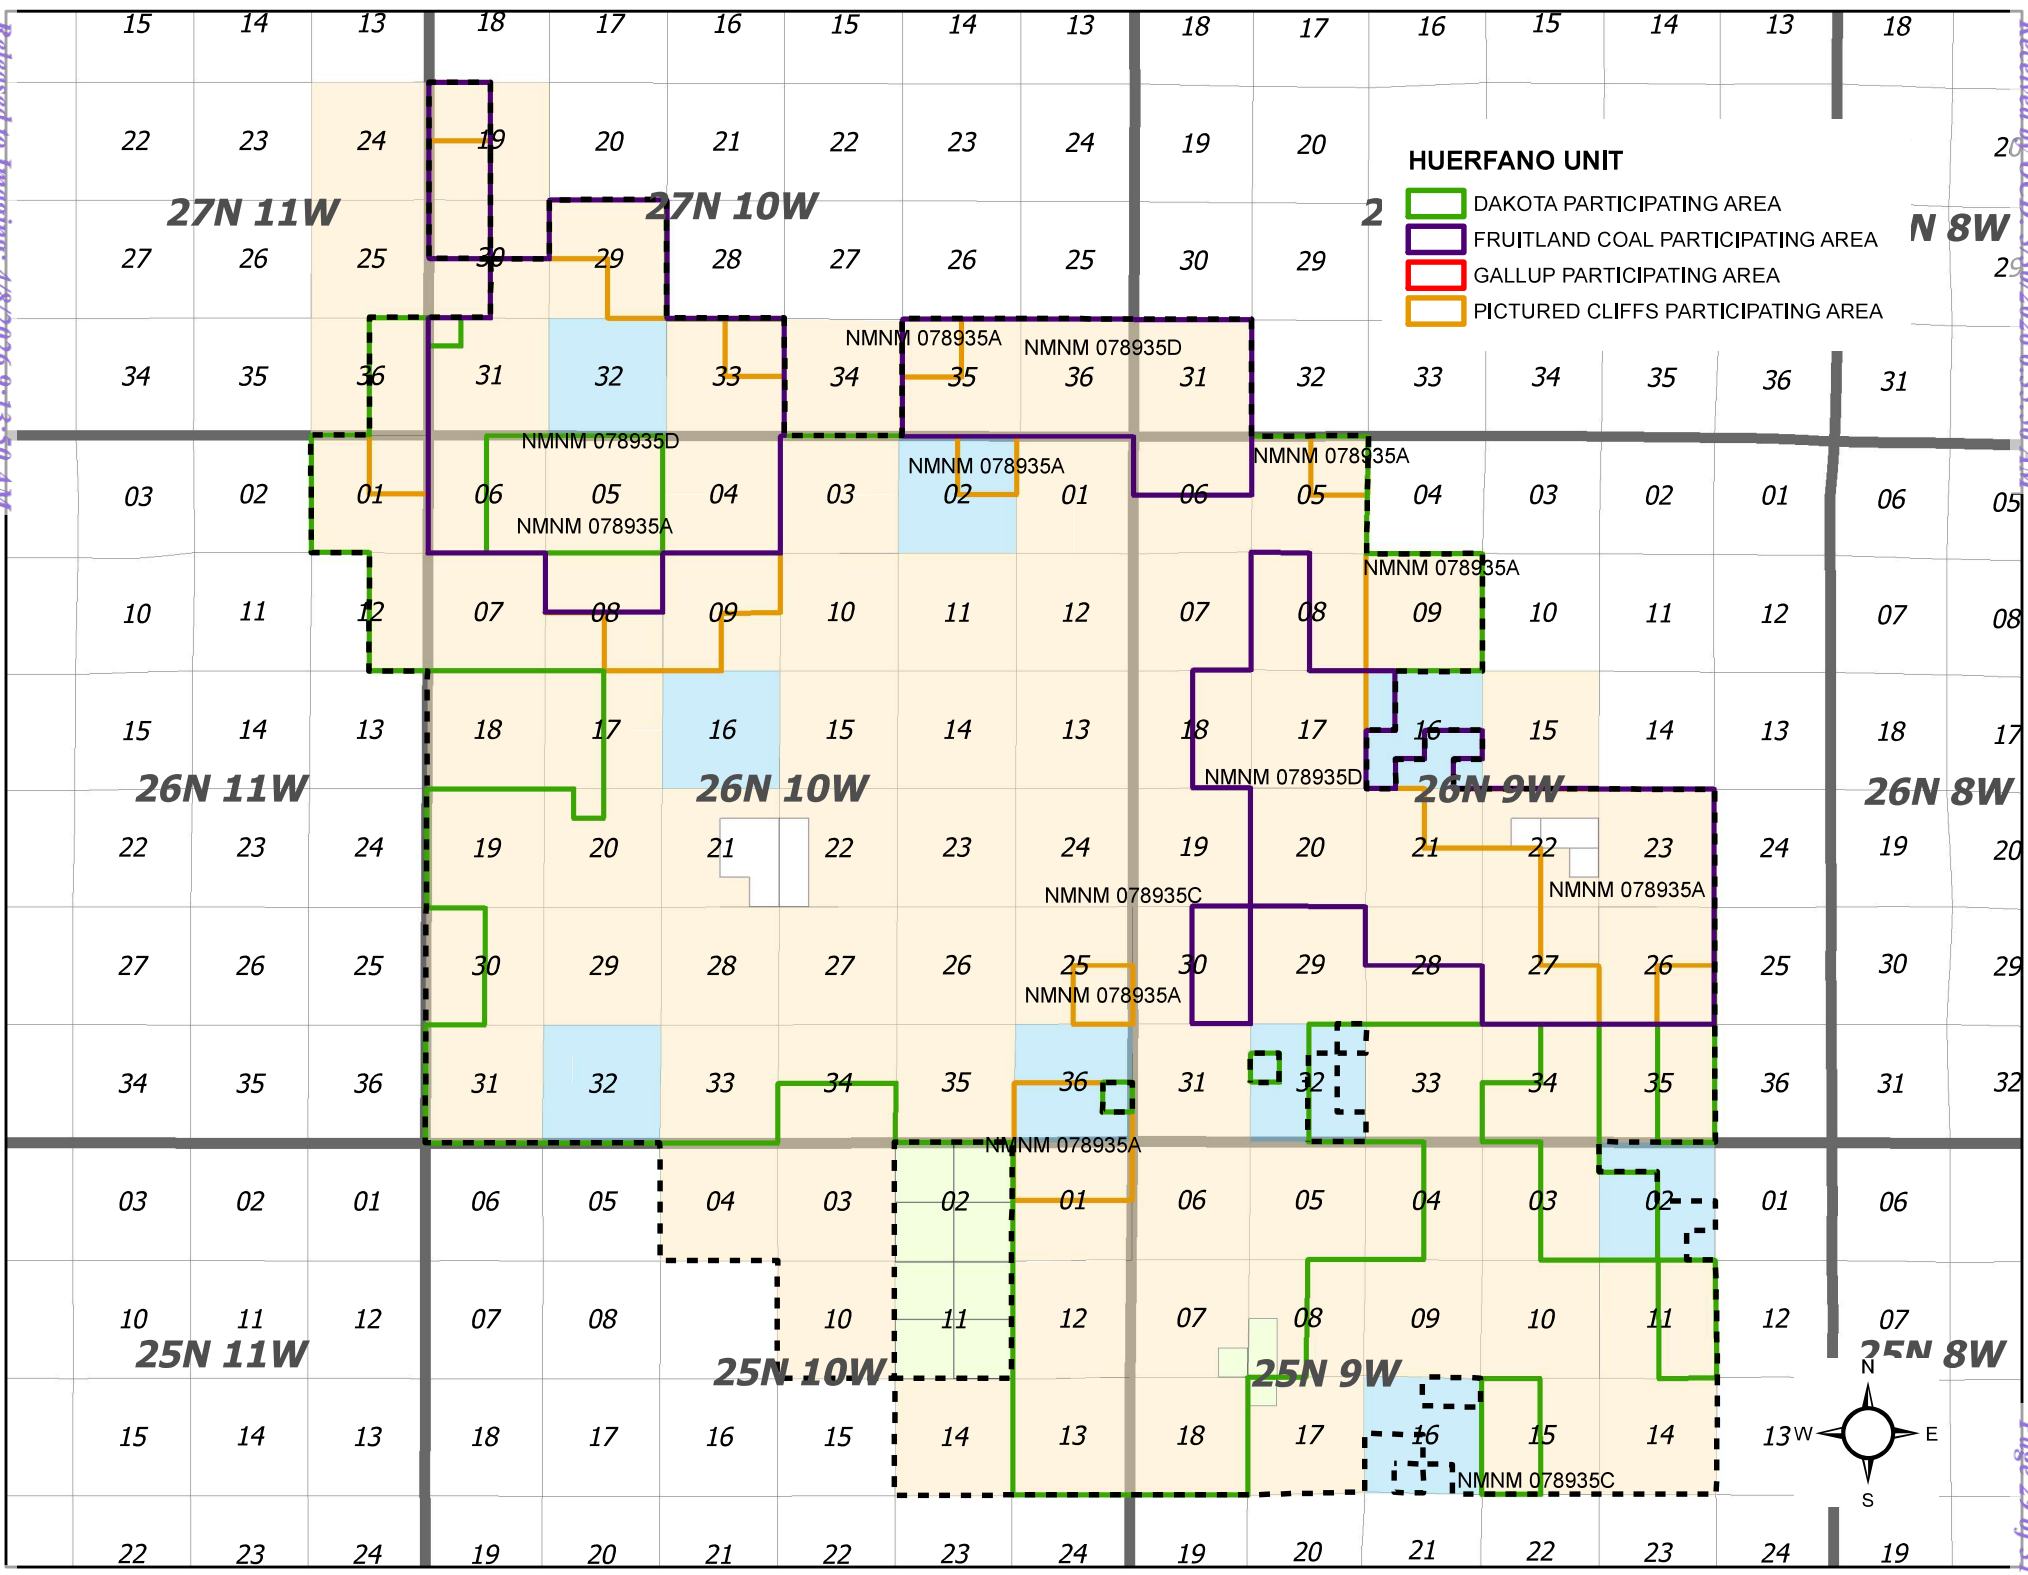 15 14 13 18 17 16 15 14 13 18 17 16 15 14 13 18
HUERFANO UNIT
DAKOTA PARTICIPATING AREA
FRUITLAND COAL PARTICIPATING AREA
GALLUP PARTICIPATING AREA
PICTURED CLIFFS PARTICIPATING AREA
22 23 24 19 20 21 22 23 24 19 20
27N 11W 27N 10W 2 N 8W
27 26 25 30 29 28 27 26 25 30 29 29
NMNM 078935A
NMNM 078935D
34 35 36 31 32 33 34 35 36 31 32 33 34 35 36 31
NMNM 078935D
NMNM 078935A
NMNM 078935A
03 02 01 06 05 04 03 02 01 06 05 04 03 02 01 06 05
NMNM 078935A
NMNM 078935A
10 11 12 07 08 09 10 11 12 07 08 09 10 11 12 07 08
15 14 13 18 17 16 15 14 13 18 17 16 15 14 13 18 17
NMNM 078935D
26N 11W 26N 10W 26N 9W 26N 8W
22 23 24 19 20 21 22 23 24 19 20 21 22 23 24 19 20
NMNM 078935C
NMNM 078935A
27 26 25 30 29 28 27 26 25 30 29 28 27 26 25 30 29
NMNM 078935A
34 35 36 31 32 33 34 35 36 31 32 33 34 35 36 31 32
NMNM 078935A
03 02 01 06 05 04 03 02 01 06 05 04 03 02 01 06
10 11 12 07 08 10 11 12 07 08 09 10 11 12 07
25N 11W 25N 10W 25N 9W 25N 8W
15 14 13 18 17 16 15 14 13 18 17 16 15 14 13
NMNM 078935C
N
W E
S
22 23 24 19 20 21 22 23 24 19 20 21 22 23 24 19